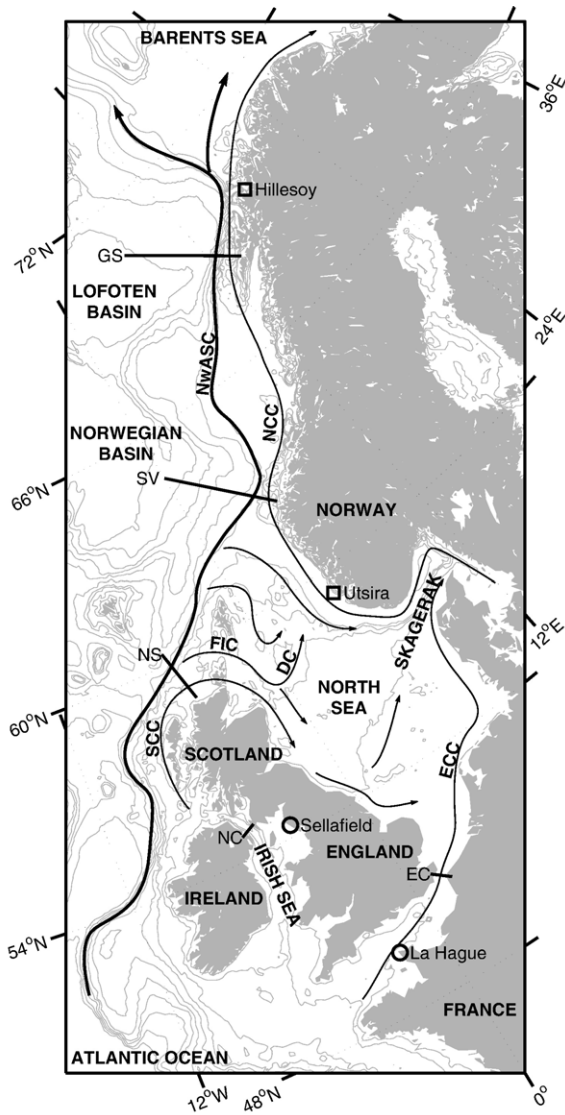 BARENTS SEA
36°E
Hillesoy
72°N
GS
LOFOTEN
BASIN
24°E
NwASC
NCC
NORWEGIAN
BASIN
SV
66°N
NORWAY
Utsira
SKAGERAK
12°E
FIC
DC
NS
NORTH
SEA
60°N
SCC
SCOTLAND
ECC
Sellafield
NC
IRISH SEA
ENGLAND
EC
IRELAND
54°N
La Hague
FRANCE
ATLANTIC OCEAN
12°W
48°N
0°